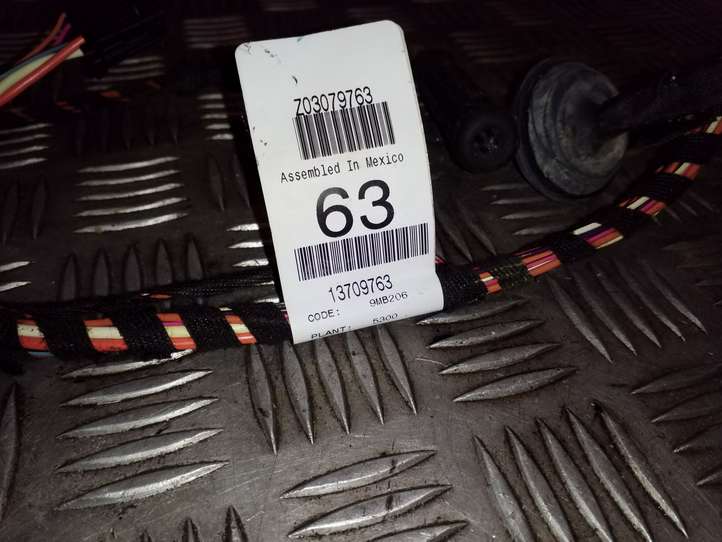 Z03079763
Assembled In Mexico
63
13709763
CODE: 9MB206
PLANT: 5300